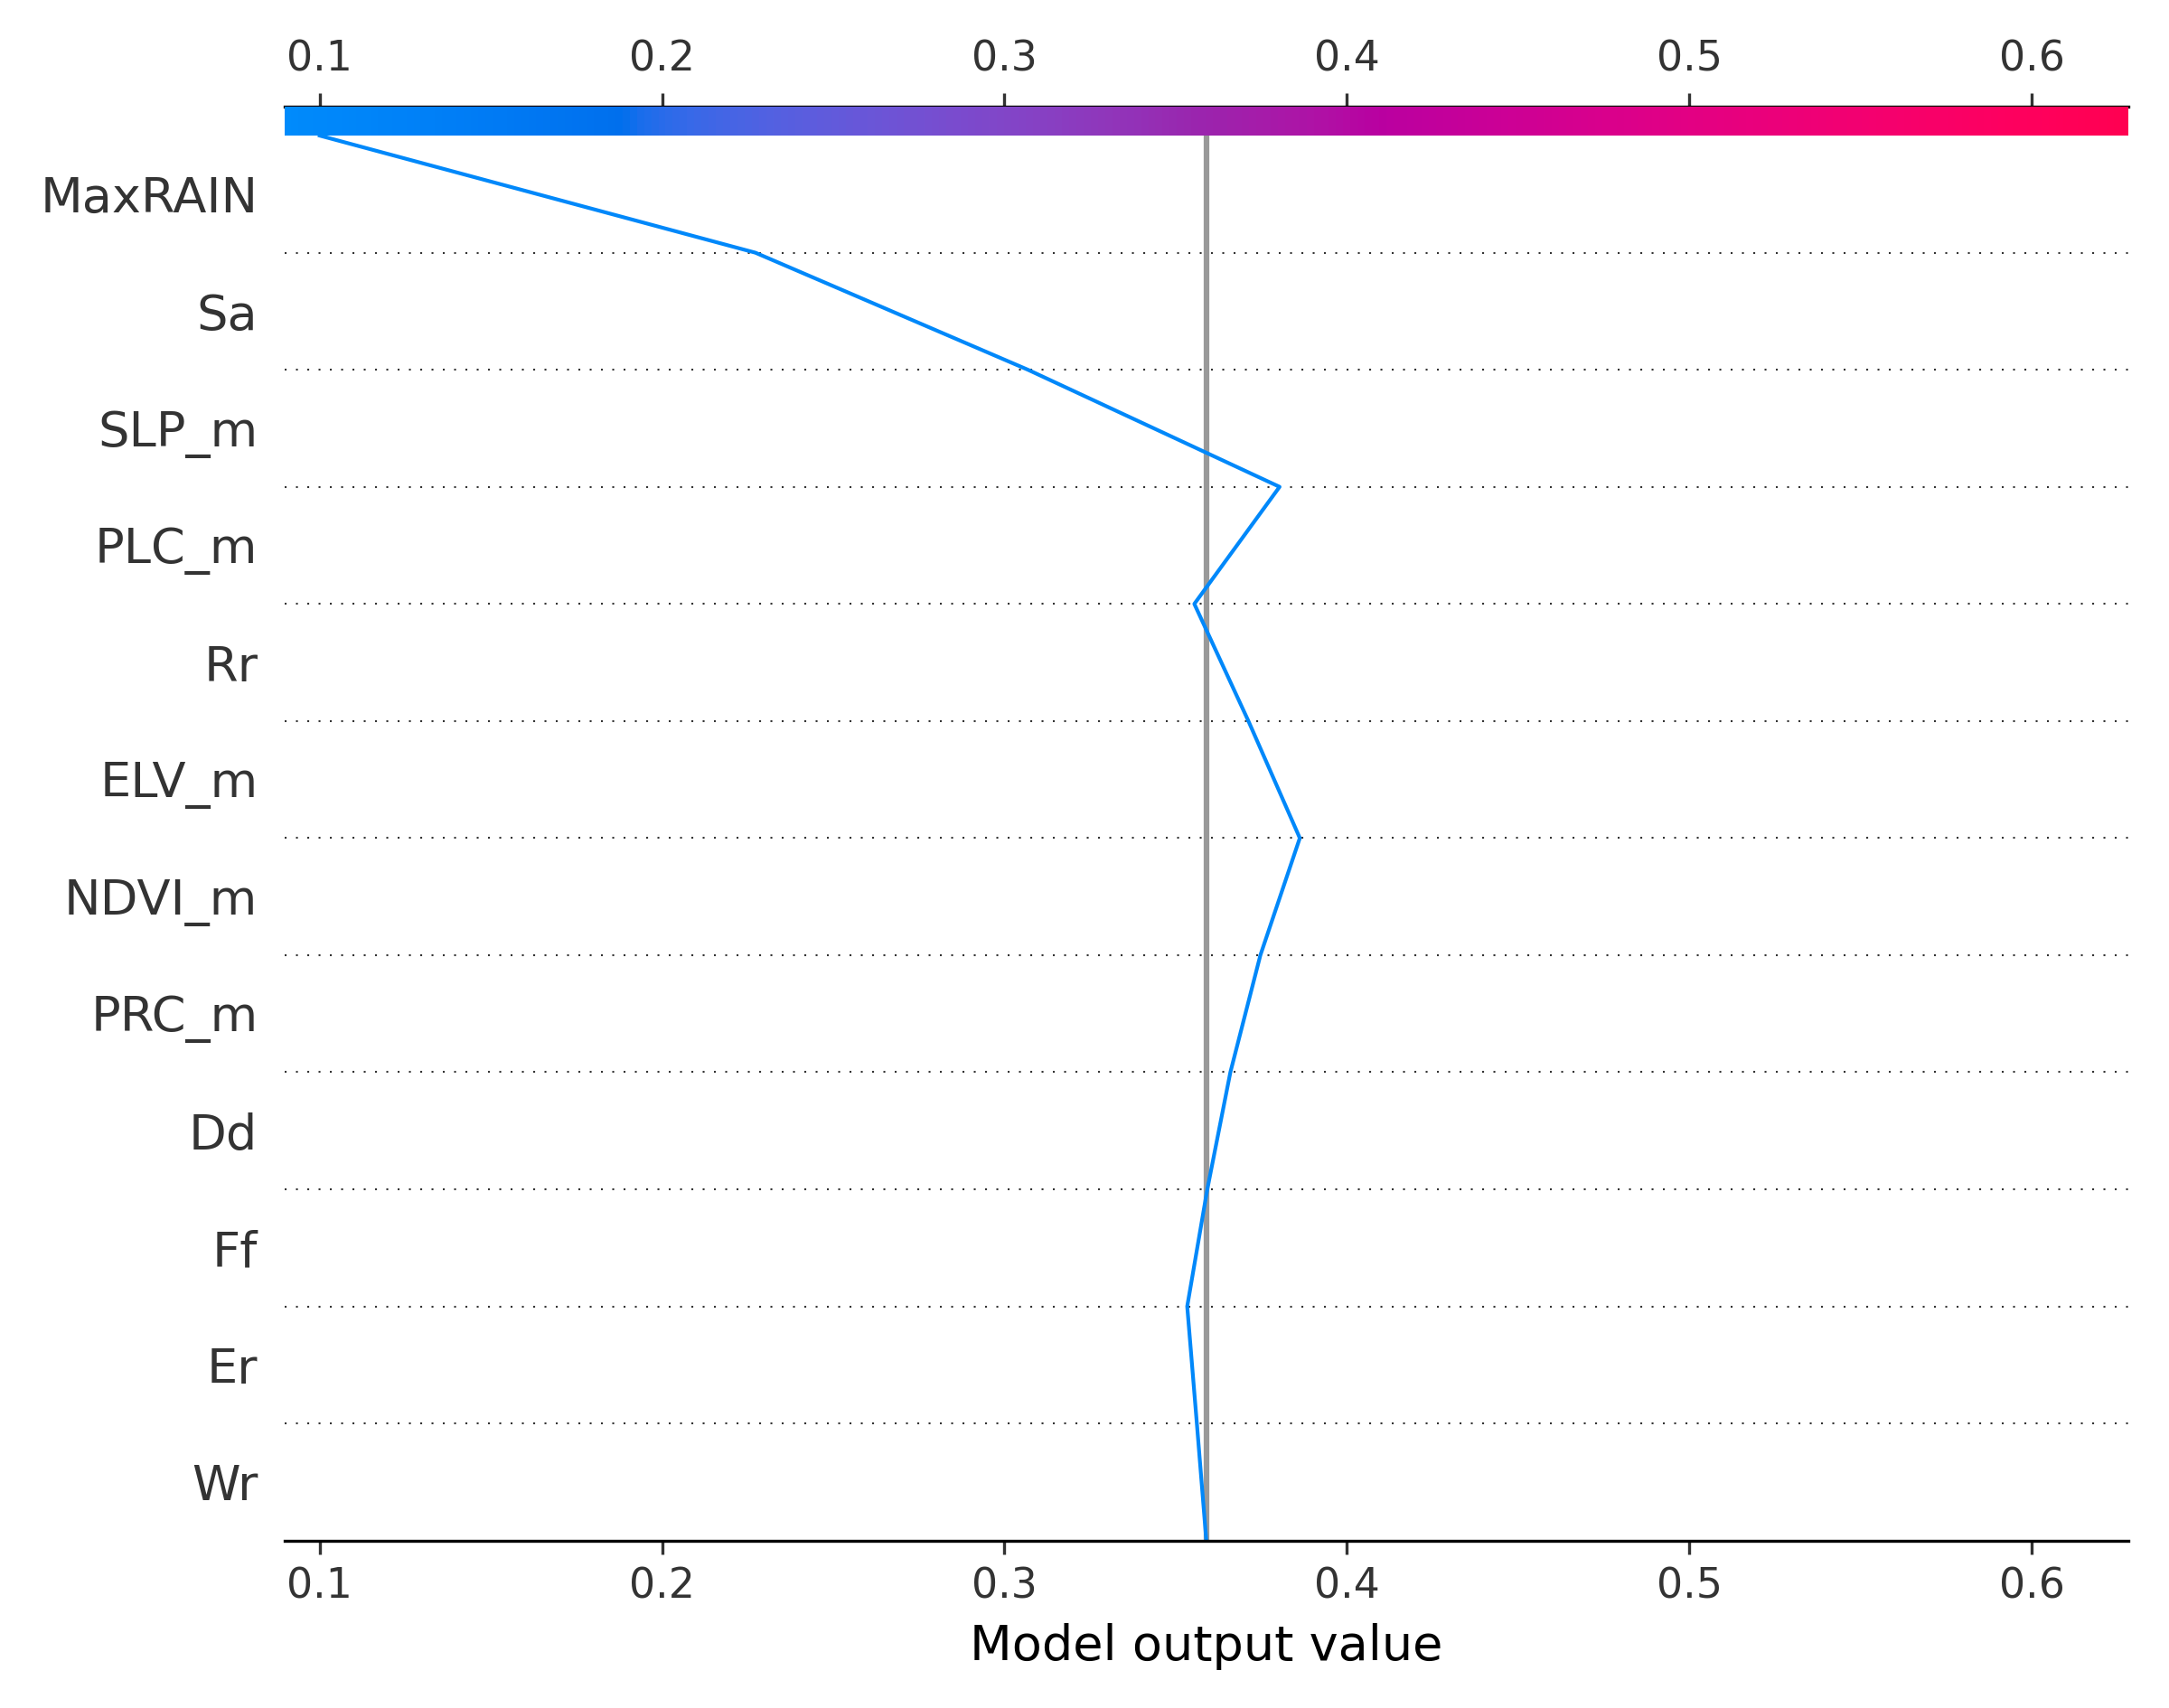 0.1 0.2 0.3 0.4 0.5 0.6
MaxRAIN
Sa
SLP_m
PLC_m
Rr
ELV_m
NDVI_m
PRC_m
Dd
Ff
Er
Wr
0.1 0.2 0.3 0.4 0.5 0.6
Model output value